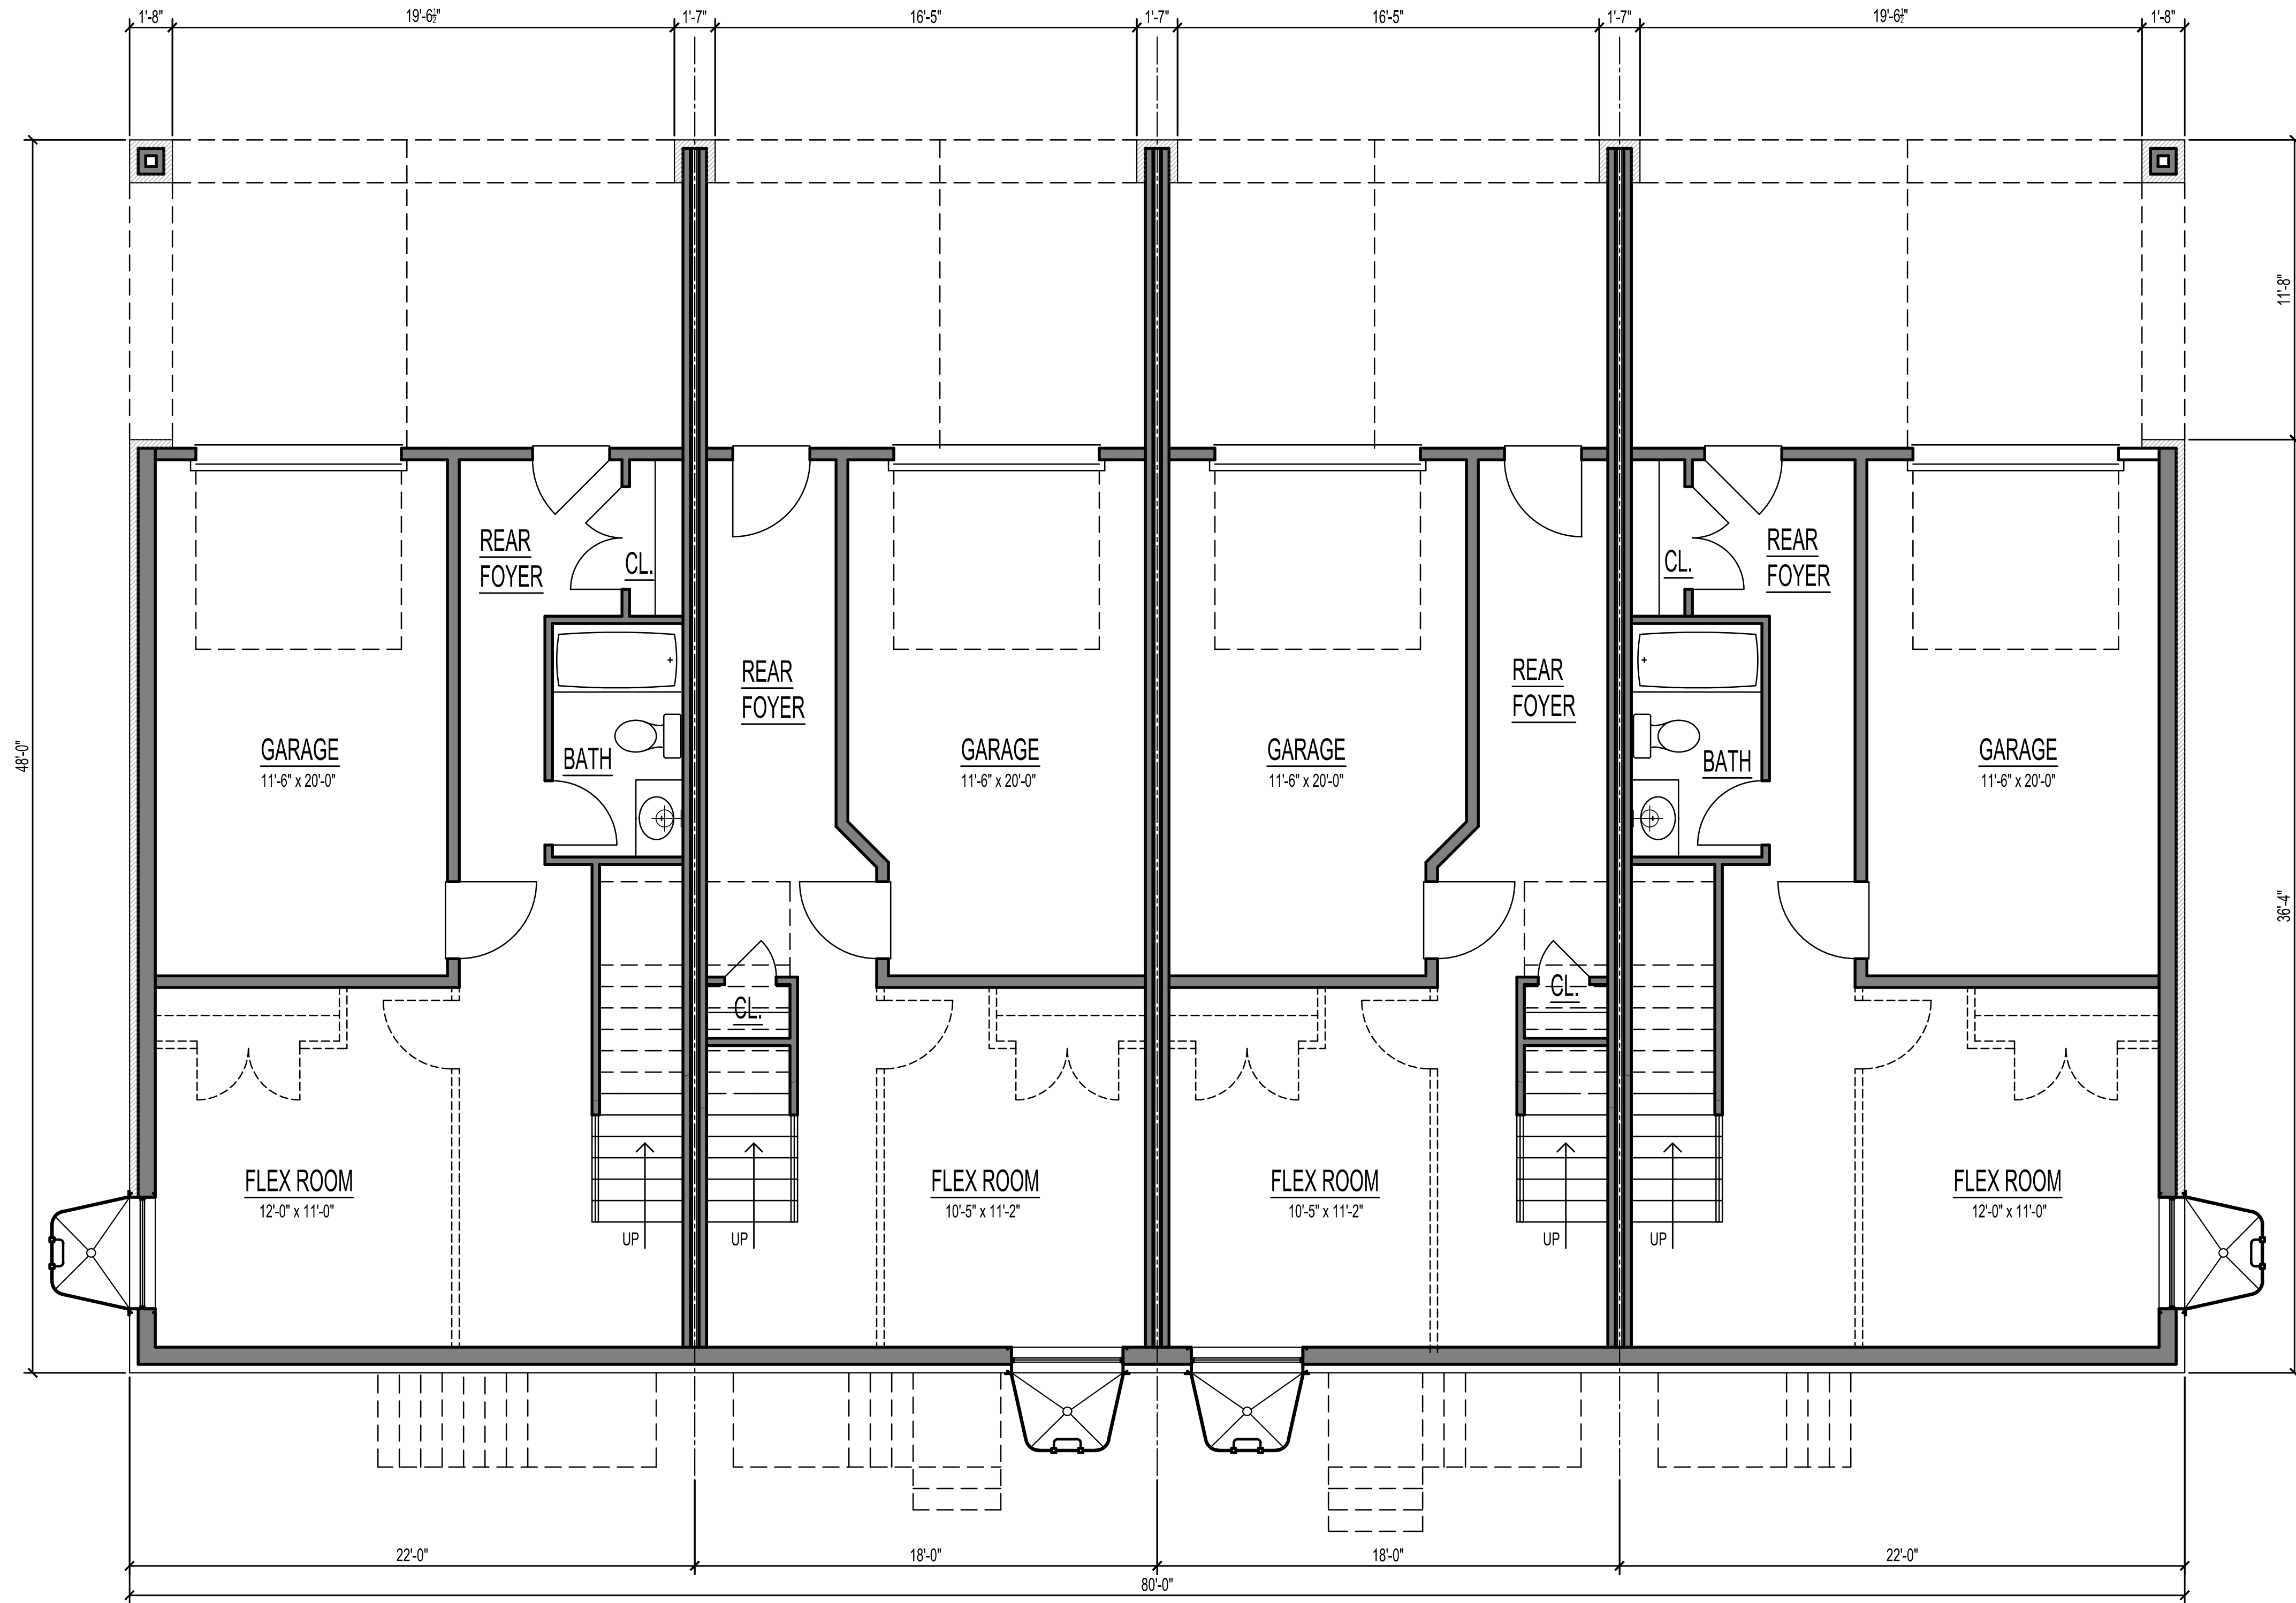 1'-8"
19'-6½"
1'-7"
16'-5"
1'-7"
16'-5"
1'-7"
19'-6½"
1'-8"
11'-8"
48'-0"
36'-4"
REAR
FOYER
CL.
CL.
REAR
FOYER
REAR
FOYER
REAR
FOYER
GARAGE
11'-6" x 20'-0"
BATH
GARAGE
11'-6" x 20'-0"
GARAGE
11'-6" x 20'-0"
BATH
GARAGE
11'-6" x 20'-0"
CL.
CL.
FLEX ROOM
12'-0" x 11'-0"
UP
UP
FLEX ROOM
10'-5" x 11'-2"
FLEX ROOM
10'-5" x 11'-2"
UP
UP
FLEX ROOM
12'-0" x 11'-0"
22'-0"
18'-0"
18'-0"
22'-0"
80'-0"